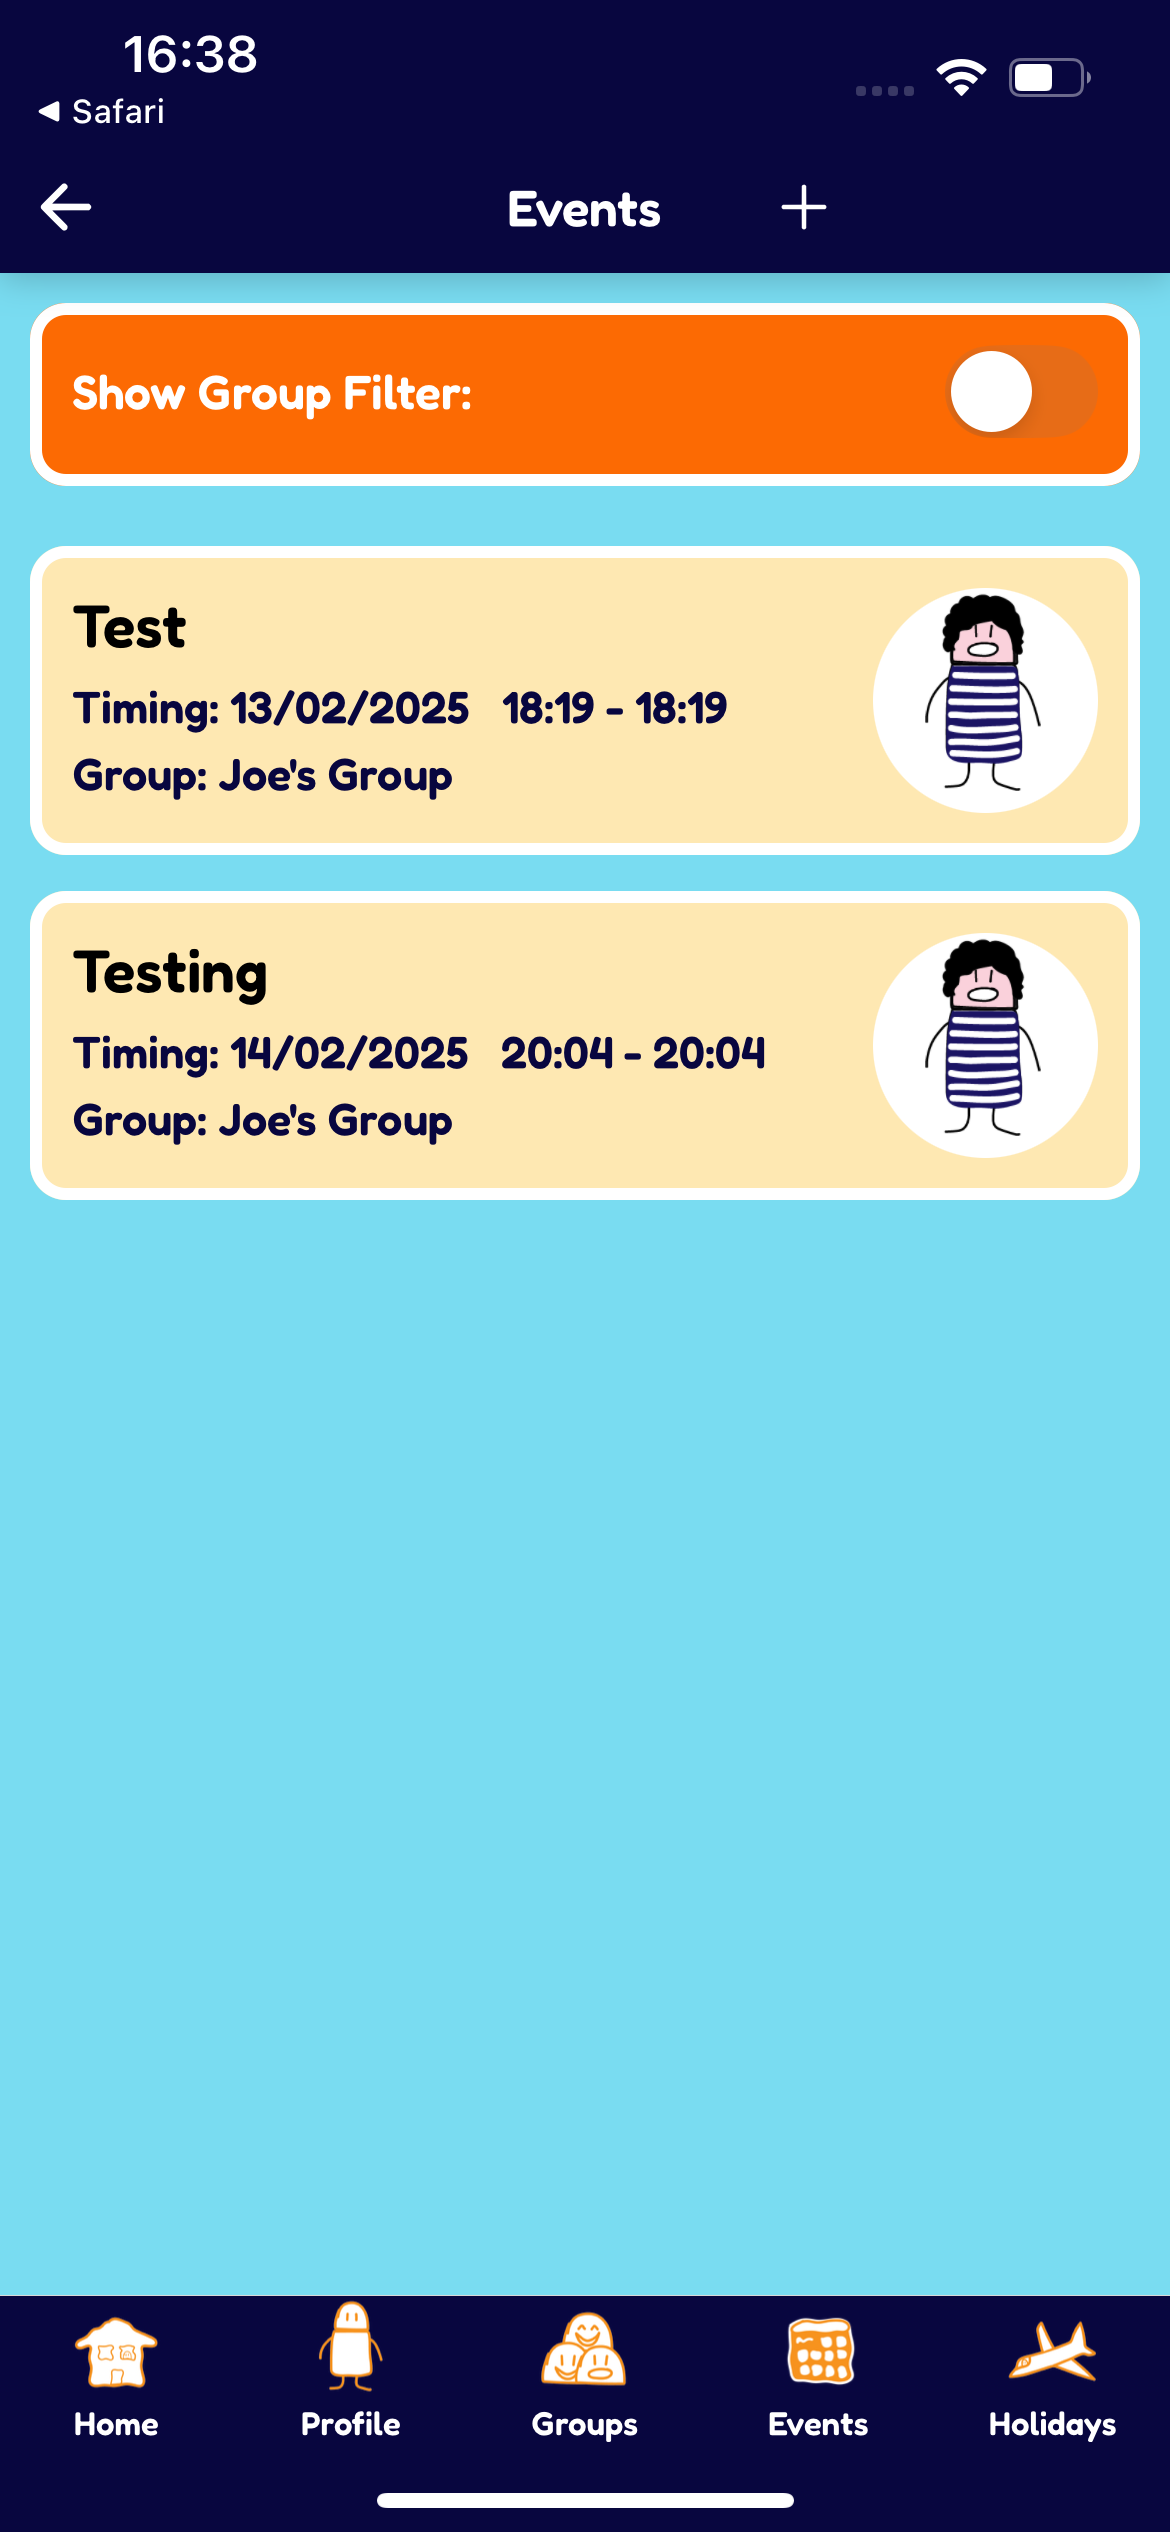 16:38
Safari
Events
Show Group Filter:
Test
Timing: 13/02/2025 18:19 - 18:19
Group: Joe's Group
Testing
Timing: 14/02/2025 20:04 - 20:04
Group: Joe's Group
Home Profile Groups Events Holidays